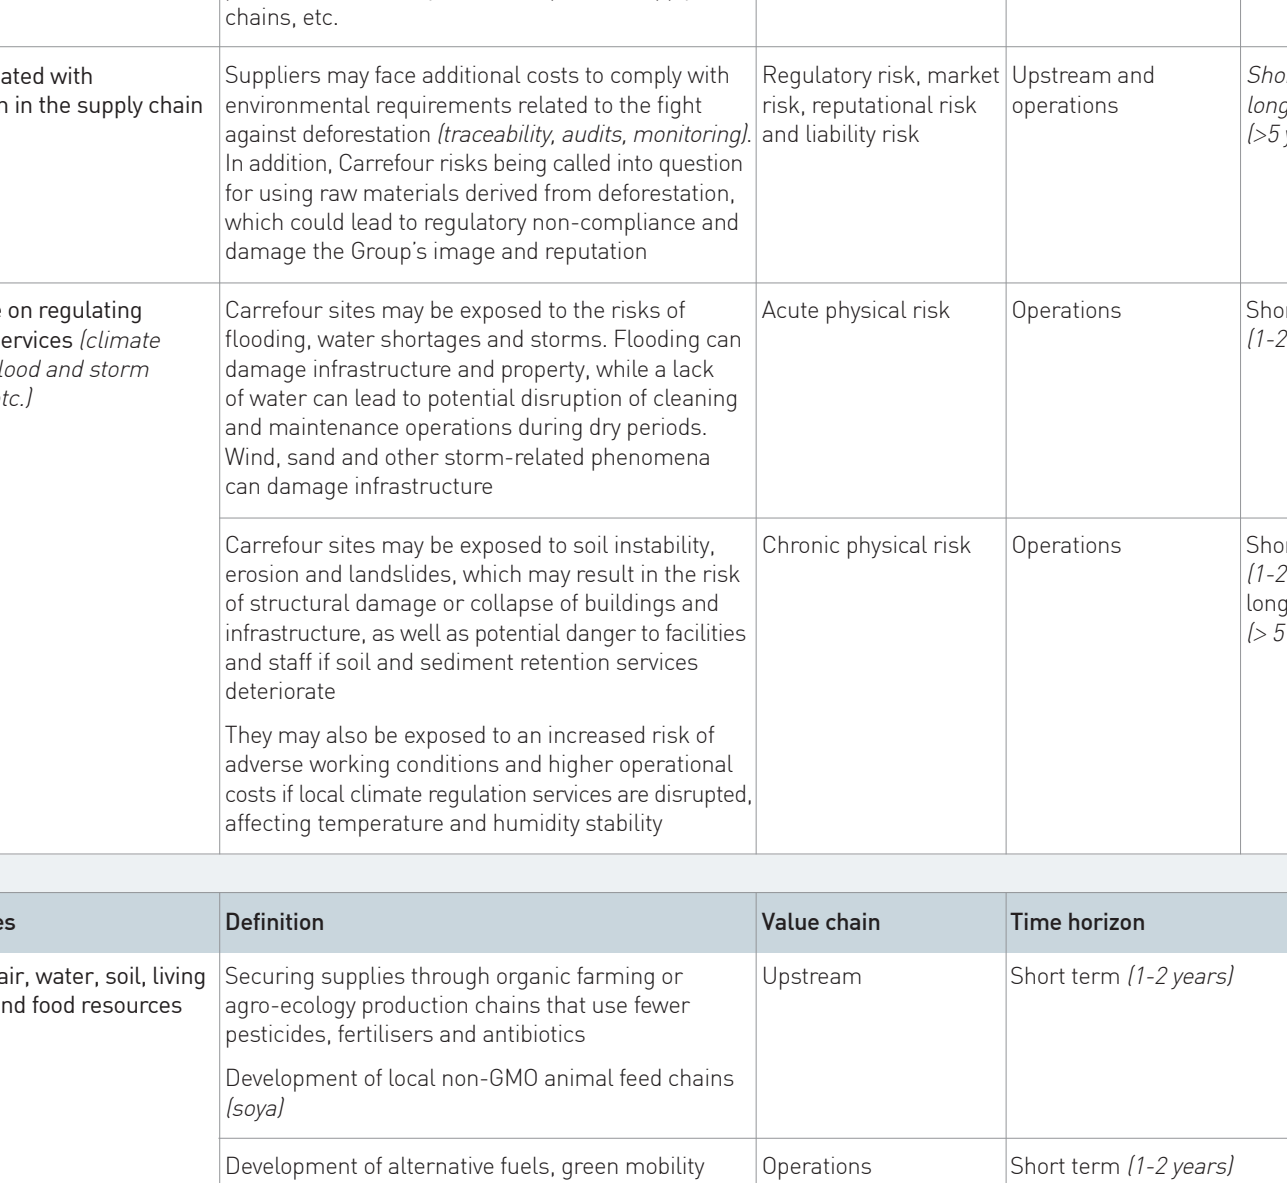 chains, etc.
ated with
in the supply chain
Suppliers may face additional costs to comply with
environmental requirements related to the fight
against deforestation (traceability, audits, monitoring).
In addition, Carrefour risks being called into question
for using raw materials derived from deforestation,
which could lead to regulatory non-compliance and
damage the Group's image and reputation
Regulatory risk, market
risk, reputational risk
and liability risk
Upstream and
operations
long
(>5
on regulating
ervices (climate
lood and storm
tc.)
Carrefour sites may be exposed to the risks of
flooding, water shortages and storms. Flooding can
damage infrastructure and property, while a lack
of water can lead to potential disruption of cleaning
and maintenance operations during dry periods.
Wind, sand and other storm-related phenomena
can damage infrastructure
Acute physical risk
Operations
(1-2
Carrefour sites may be exposed to soil instability,
erosion and landslides, which may result in the risk
of structural damage or collapse of buildings and
infrastructure, as well as potential danger to facilities
and staff if soil and sediment retention services
deteriorate
They may also be exposed to an increased risk of
adverse working conditions and higher operational
costs if local climate regulation services are disrupted,
affecting temperature and humidity stability
Chronic physical risk
Operations
(1-2
long
(> 5
es
Definition
Value chain
Time horizon
air, water, soil, living
nd food resources
Securing supplies through organic farming or
agro-ecology production chains that use fewer
pesticides, fertilisers and antibiotics
Development of local non-GMO animal feed chains
(soya)
Upstream
Short term (1-2 years)
Development of alternative fuels, green mobility
Operations
Short term (1-2 years)